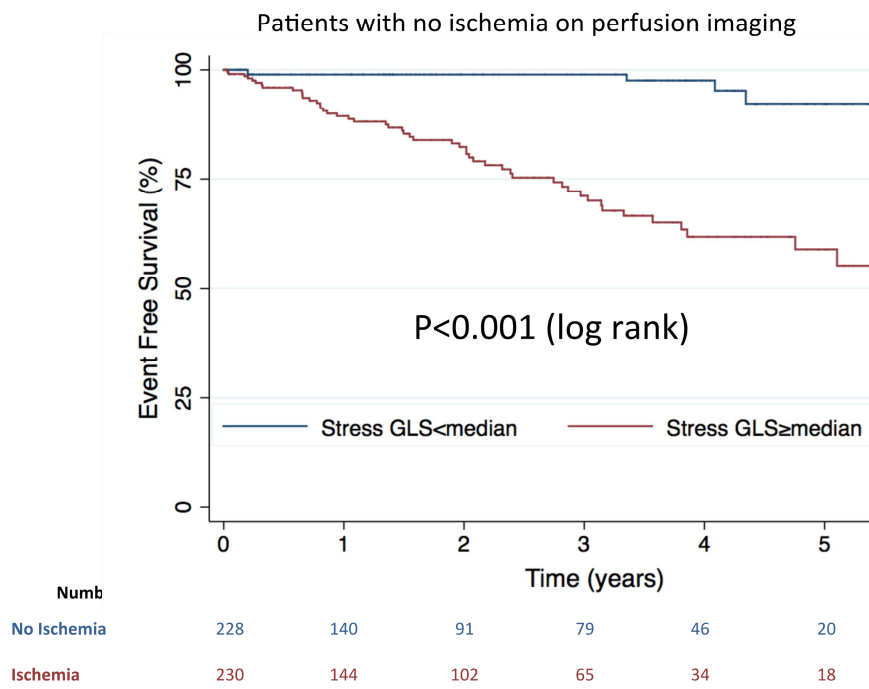 Patients with no ischemia on perfusion imaging
100
75
50
25
0
Event Free Survival (%)
P<0.001 (log rank)
Stress GLS<median Stress GLS≥median
0 1 2 3 4 5
Time (years)
Numb
No Ischemia 228 140 91 79 46 20
Ischemia 230 144 102 65 34 18